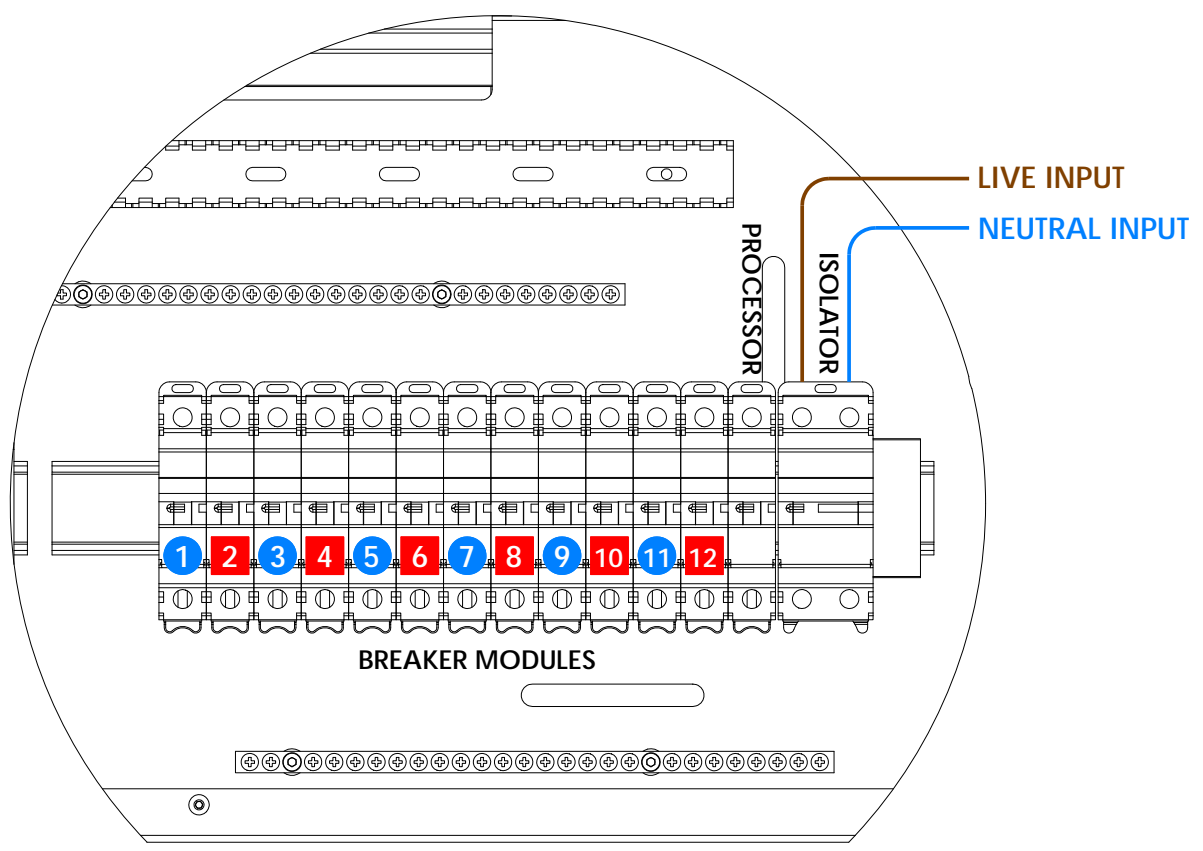 LIVE INPUT
NEUTRAL INPUT
PROCESSOR
ISOLATOR
1 2 3 4 5 6 7 8 9 10 11 12
BREAKER MODULES